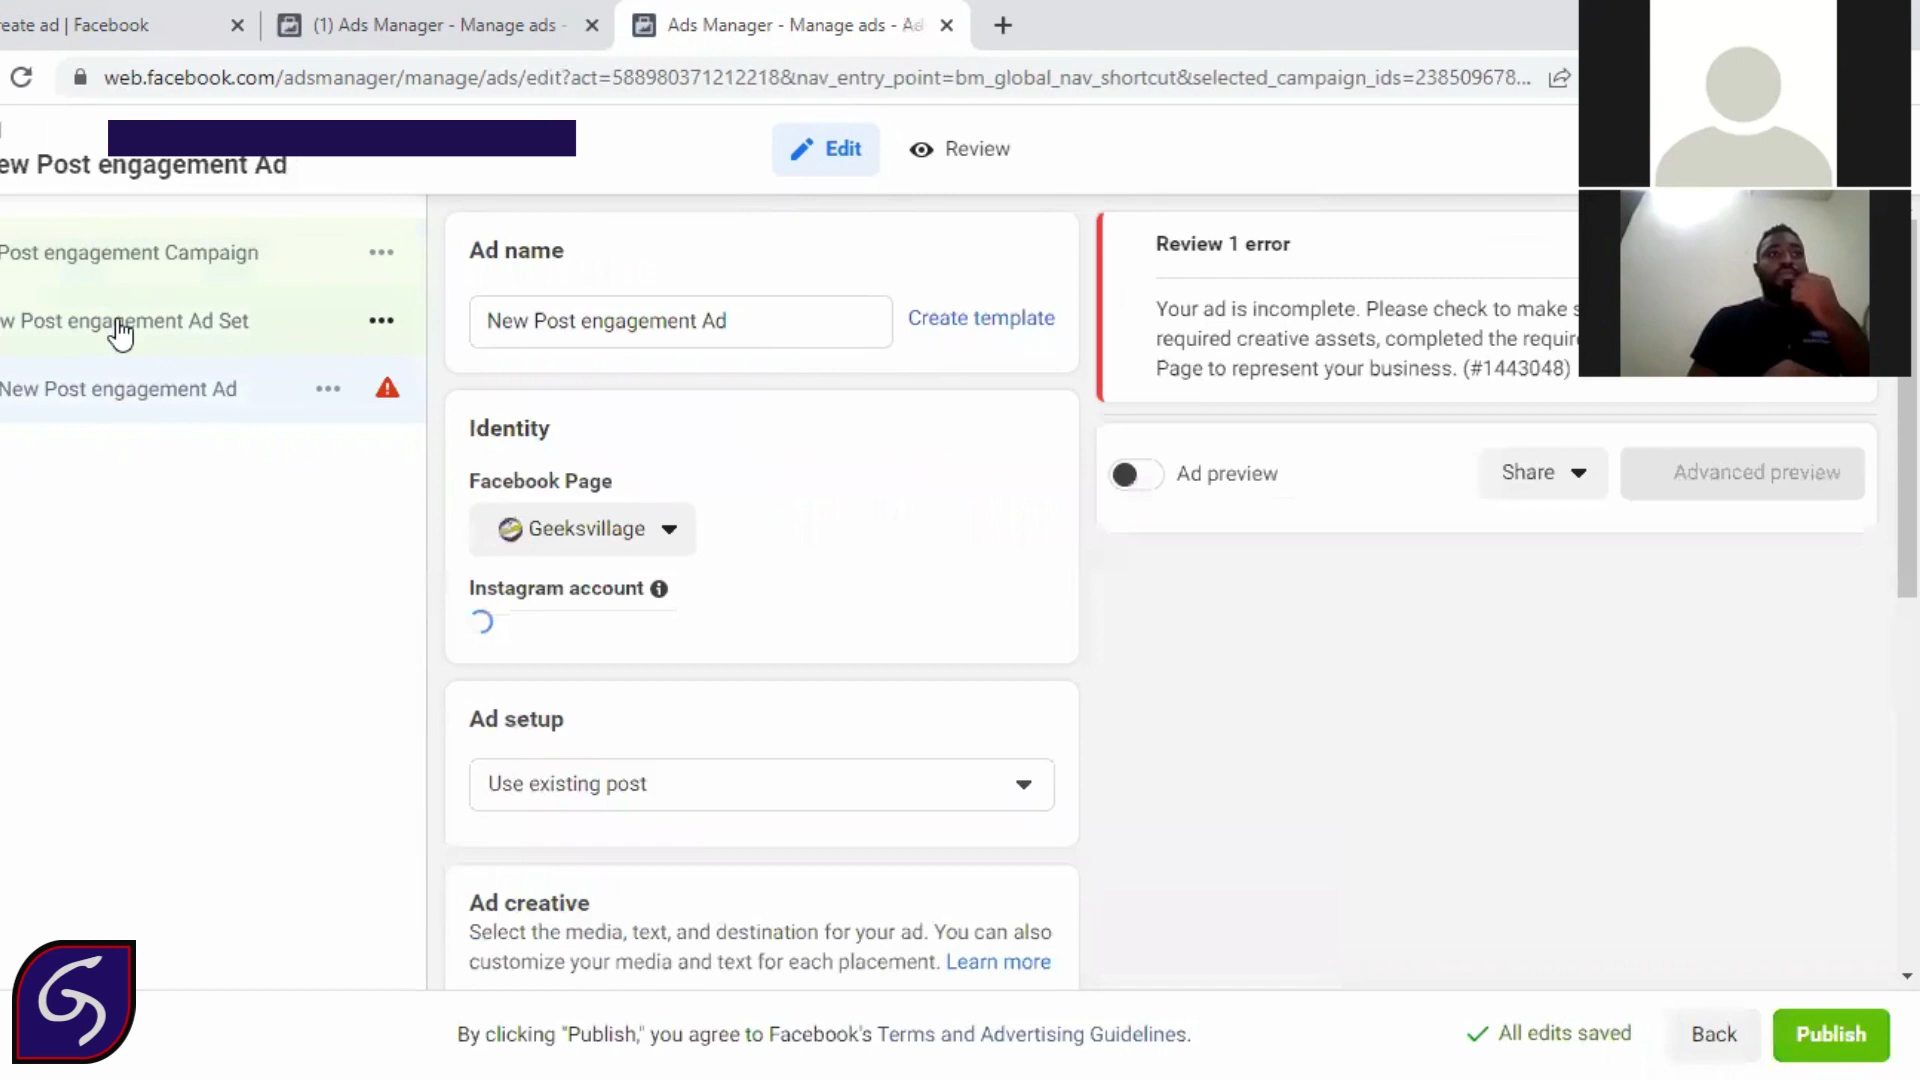 reate ad | Facebook
(1) Ads Manager - Manage ads -
Ads Manager - Manage ads - Ad
web.facebook.com/adsmanager/manage/ads/edit?act=588980371212218&nav_entry_point=bm_global_nav_shortcut&selected_campaign_ids=238509678...
ew Post engagement Ad
Edit
Review
Post engagement Campaign
w Post engagement Ad Set
New Post engagement Ad
Ad name
New Post engagement Ad
Create template
Identity
Facebook Page
Geeksvillage
Instagram account
Ad setup
Use existing post
Ad creative
Select the media, text, and destination for your ad. You can also
customize your media and text for each placement. Learn more
Review 1 error
Your ad is incomplete. Please check to make s
required creative assets, completed the requir
Page to represent your business. (#1443048)
Ad preview
Share
Advanced preview
By clicking "Publish," you agree to Facebook's Terms and Advertising Guidelines.
All edits saved
Back
Publish